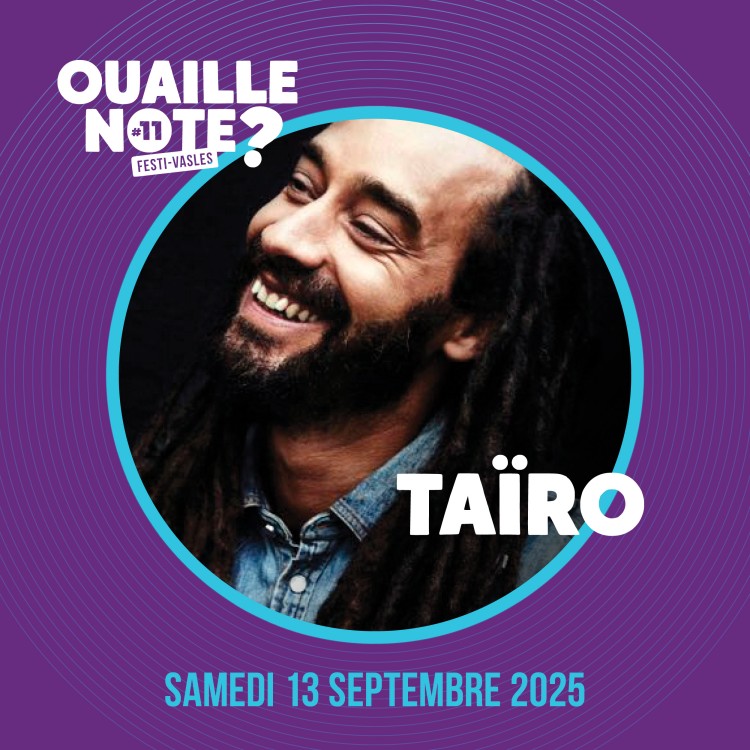 OUAILLE
NOTE?
#11
FESTI-VASLES
TAÏRO
SAMEDI 13 SEPTEMBRE 2025